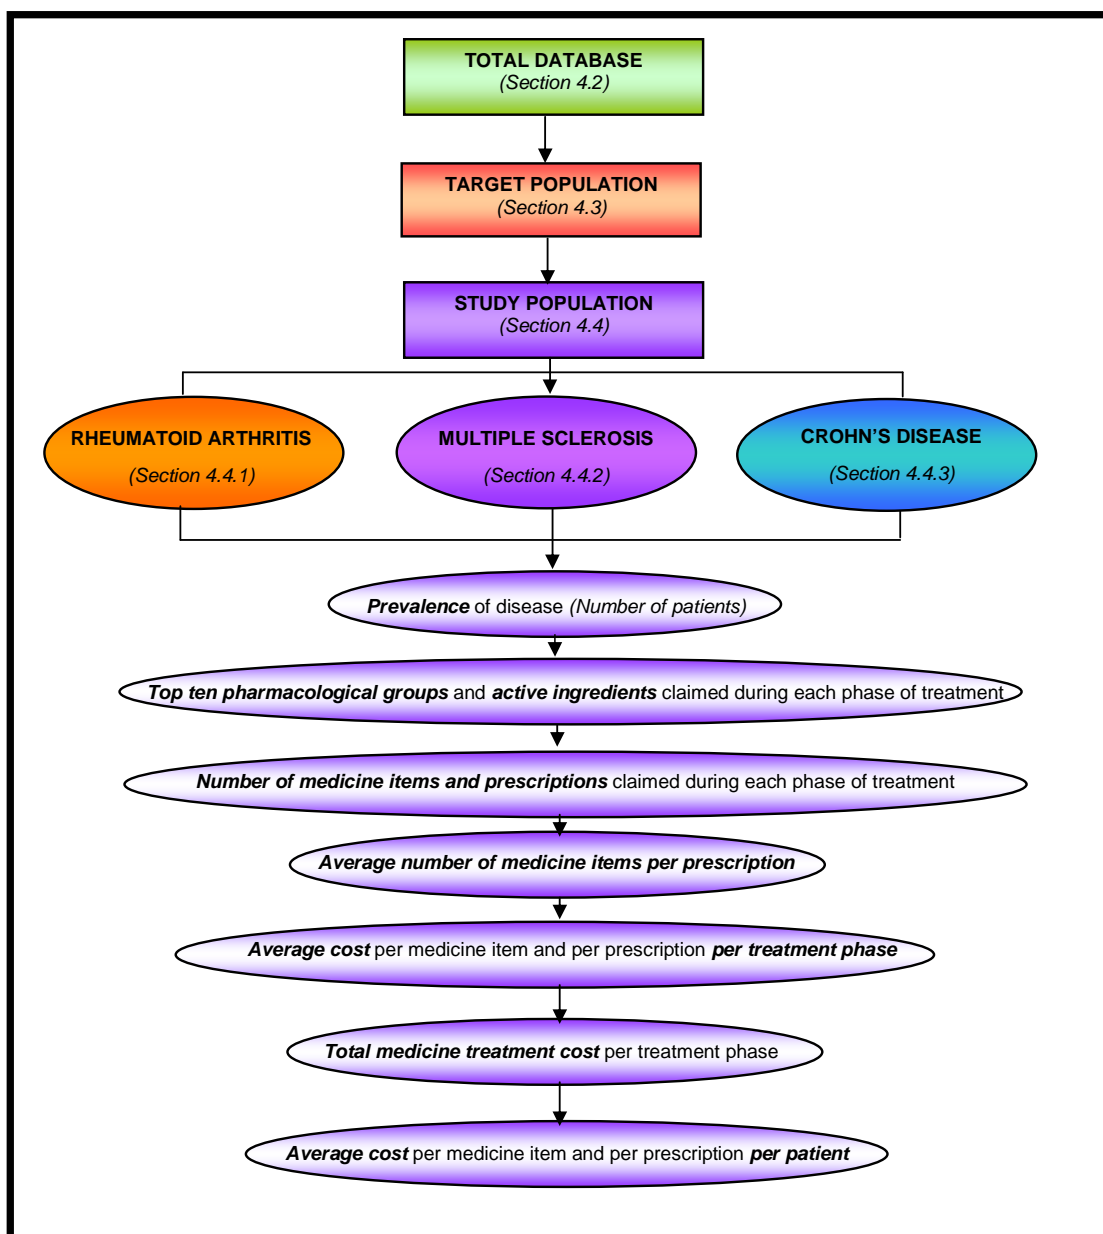 TOTAL DATABASE
(Section 4.2)
TARGET POPULATION
(Section 4.3)
STUDY POPULATION
(Section 4.4)
RHEUMATOID ARTHRITIS
(Section 4.4.1)
MULTIPLE SCLEROSIS
(Section 4.4.2)
CROHN'S DISEASE
(Section 4.4.3)
Prevalence of disease (Number of patients)
Top ten pharmacological groups and active ingredients claimed during each phase of treatment
Number of medicine items and prescriptions claimed during each phase of treatment
Average number of medicine items per prescription
Average cost per medicine item and per prescription per treatment phase
Total medicine treatment cost per treatment phase
Average cost per medicine item and per prescription per patient